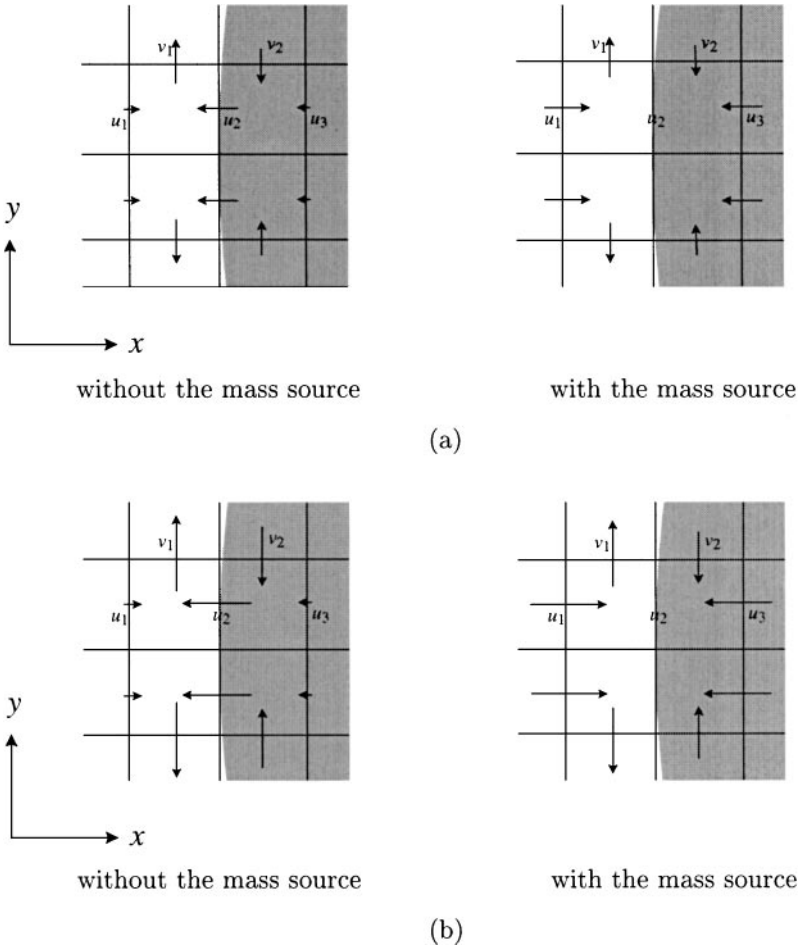 v1 v2 v1 v2
u1 u2 u3 u1 u2 u3
y
x
without the mass source with the mass source
(a)
v1 v2 v1 v2
u1 u2 u3 u1 u2 u3
y
x
without the mass source with the mass source
(b)